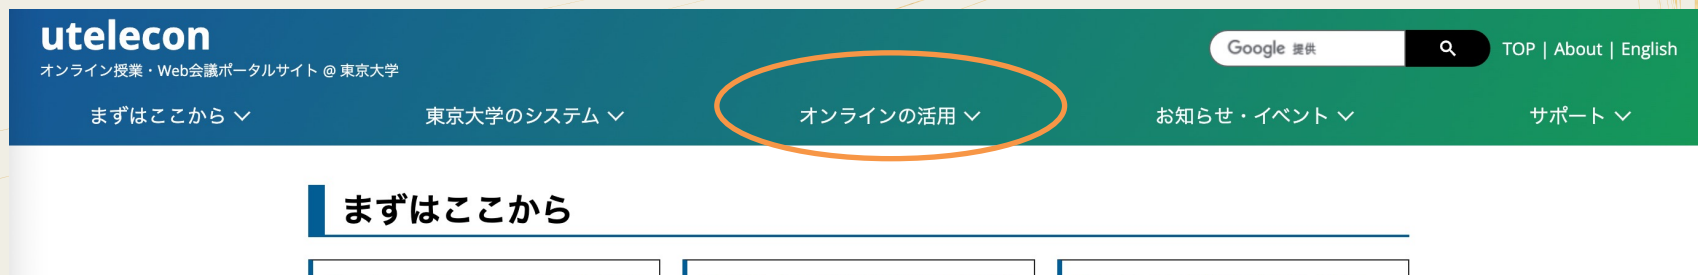 utelecon
オンライン授業・Web会議ポータルサイト @ 東京大学
Google 提供
TOP | About | English
まずはここから
東京大学のシステム
オンラインの活用
お知らせ・イベント
サポート
まずはここから